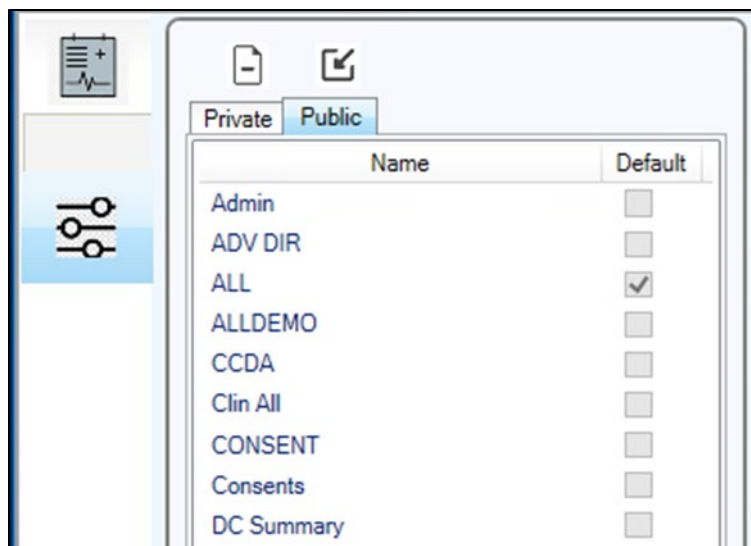 Private Public
Name Default
Admin
ADV DIR
ALL
ALLDEMO
CCDA
Clin All
CONSENT
Consents
DC Summary